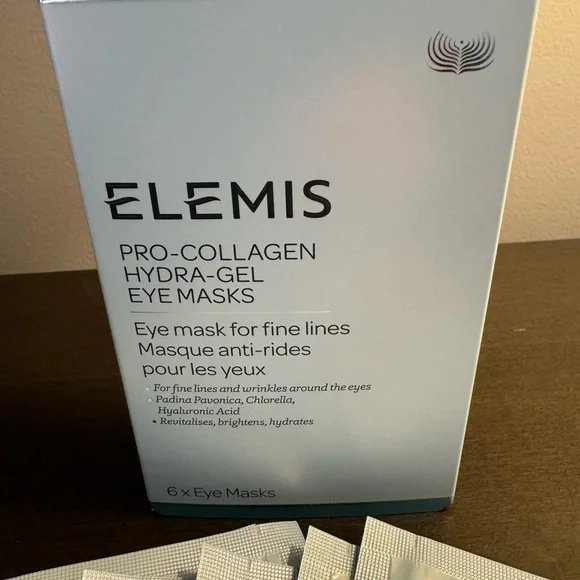 ELEMIS
PRO-COLLAGEN
HYDRA-GEL
EYE MASKS
Eye mask for fine lines
Masque anti-rides
pour les yeux
• For fine lines and wrinkles around the eyes
• Padina Pavonica, Chlorella,
Hyaluronic Acid
• Revitalises, brightens, hydrates
6 x Eye Masks